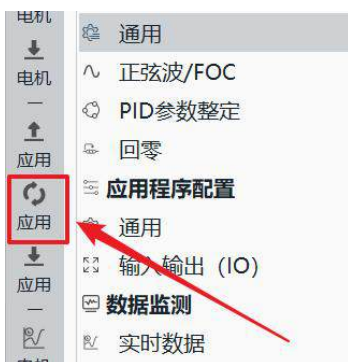 电机
电机
应用
应用
应用
通用
正弦波/FOC
PID参数整定
回零
应用程序配置
通用
输入输出（IO）
数据监测
实时数据